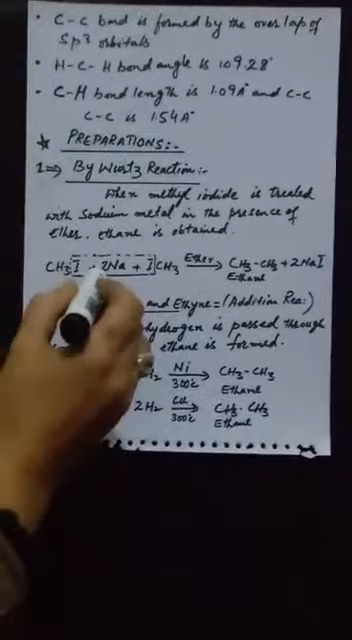 • C-C bond is formed by the overlap of
Sp3 orbitals
• H-C-H bond angle is 109.28°
• C-H bond length is 1.09A° and C-C
C-C is 1.54A°
* PREPARATIONS:-
1⇒ By Wurtz Reaction:-
When methyl iodide is treated
with Sodium metal in the presence of
Ether. ethane is obtained.
CH3 I + 2Na + I CH3 Ether → CH3-CH3 + 2NaI
Ethane
and Ethyne = (Addition Rea:)
hydrogen is passed through
ethane is formed.
H2 Ni 300°C → CH3-CH3
Ethane
2H2 300°C → CH3-CH3
Ethane